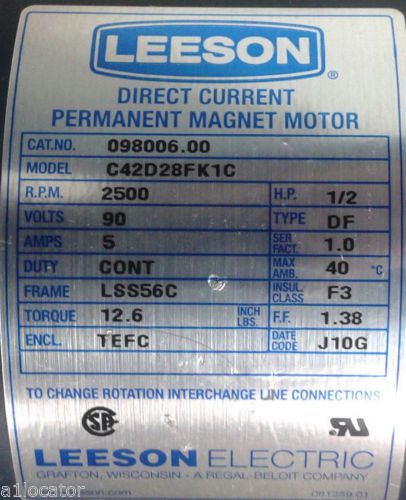 LEESON
®
DIRECT CURRENT
PERMANENT MAGNET MOTOR
CAT.NO. 098006.00
MODEL C42D28FK1C
R.P.M. 2500 H.P. 1/2
VOLTS 90 TYPE DF
AMPS 5 SER FACT. 1.0
DUTY CONT MAX AMB. 40 °C
FRAME LSS56C INSUL. CLASS F3
TORQUE 12.6 INCH LBS. F.F. 1.38
ENCL. TEFC DATE CODE J10G
TO CHANGE ROTATION INTERCHANGE LINE CONNECTIONS
LEESON ELECTRIC
GRAFTON, WISCONSIN - A REGAL-BELOIT COMPANY
a1locator